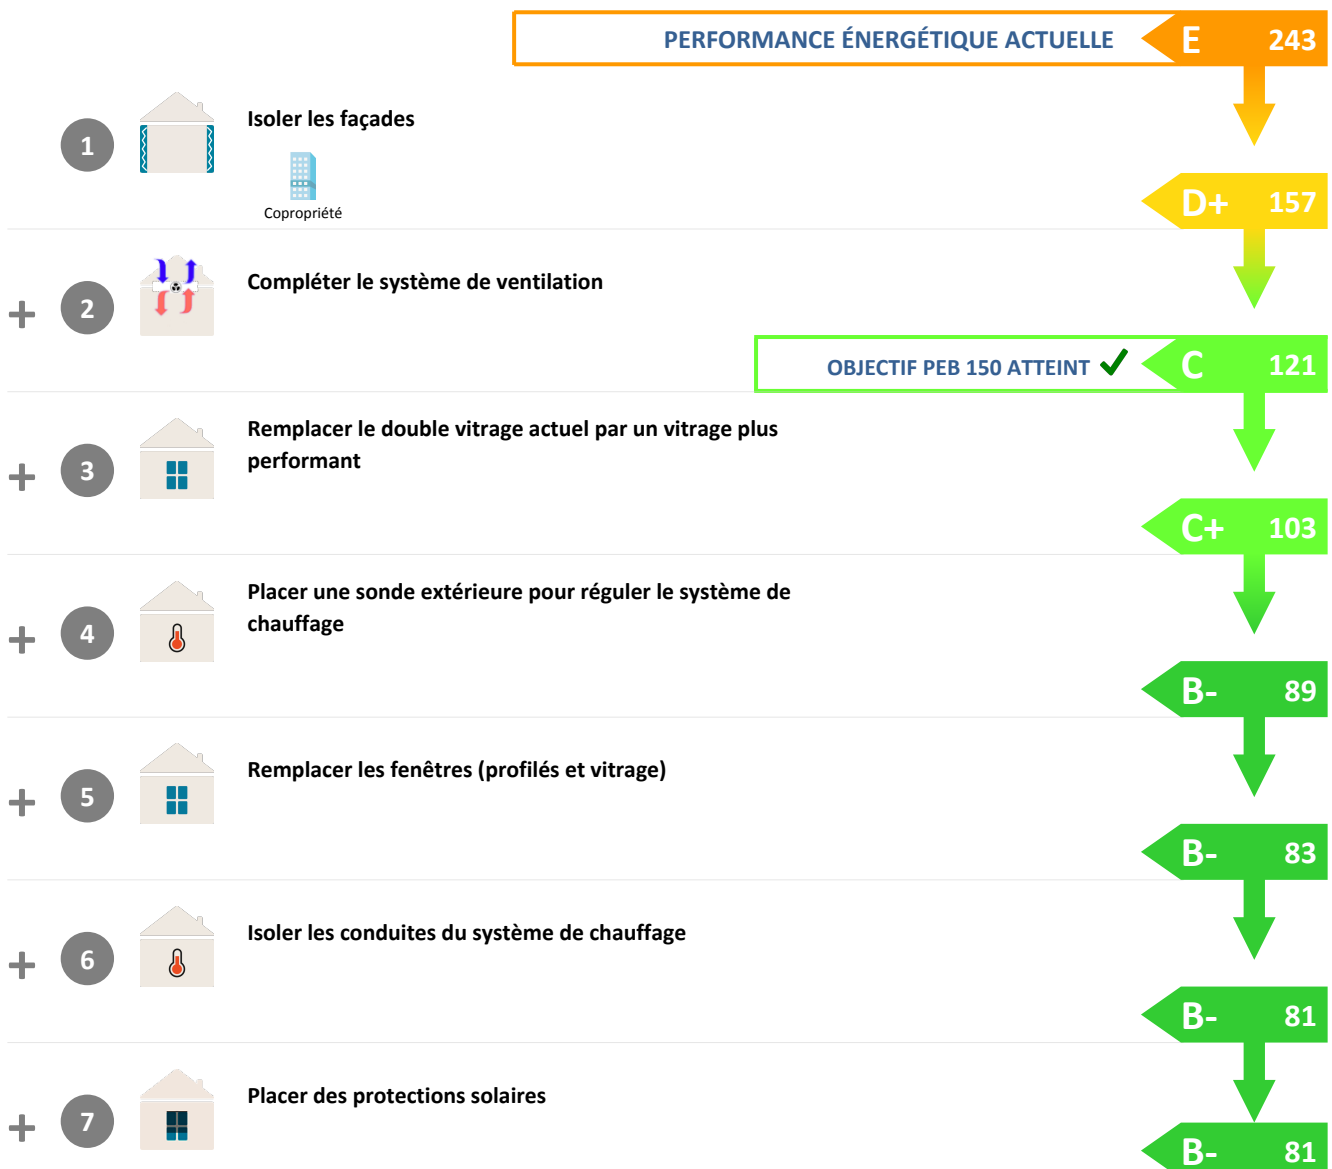 PERFORMANCE ÉNERGÉTIQUE ACTUELLE E 243
1 Isoler les façades
Copropriété
D+ 157
+ 2 Compléter le système de ventilation
OBJECTIF PEB 150 ATTEINT ✔ C 121
Remplacer le double vitrage actuel par un vitrage plus
performant
+ 3
C+ 103
Placer une sonde extérieure pour réguler le système de
chauffage
+ 4
B- 89
+ 5 Remplacer les fenêtres (profilés et vitrage)
B- 83
+ 6 Isoler les conduites du système de chauffage
B- 81
+ 7 Placer des protections solaires
B- 81